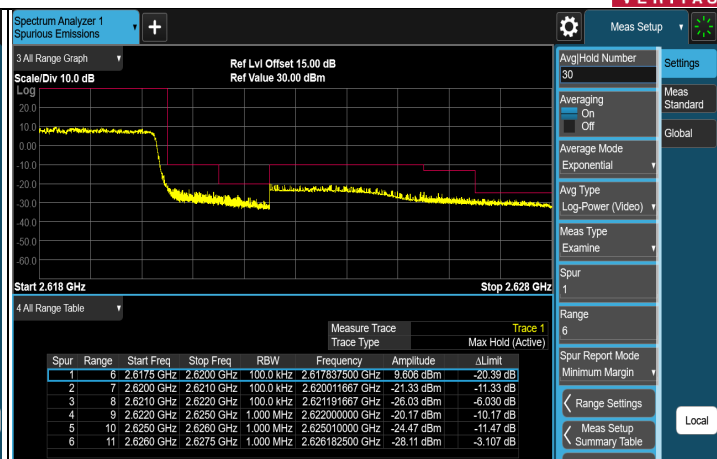 VERITAS
Spectrum Analyzer 1
Spurious Emissions
Meas Setup
3 All Range Graph
Ref Lvl Offset 15.00 dB
Scale/Div 10.0 dB
Ref Value 30.00 dBm
Log
20.0
10.0
0.00
-10.0
-20.0
-30.0
-40.0
-50.0
-60.0
Start 2.618 GHz
Stop 2.628 GHz
4 All Range Table
Measure Trace Trace 1
Trace Type Max Hold (Active)
Spur Range Start Freq Stop Freq RBW Frequency Amplitude ΔLimit
1 6 2.6175 GHz 2.6200 GHz 100.0 kHz 2.617837500 GHz 9.606 dBm -20.39 dB
2 7 2.6200 GHz 2.6210 GHz 100.0 kHz 2.620011667 GHz -21.33 dBm -11.33 dB
3 8 2.6210 GHz 2.6220 GHz 100.0 kHz 2.621191667 GHz -26.03 dBm -6.030 dB
4 9 2.6220 GHz 2.6250 GHz 1.000 MHz 2.622000000 GHz -20.17 dBm -10.17 dB
5 10 2.6250 GHz 2.6260 GHz 1.000 MHz 2.625010000 GHz -24.47 dBm -11.47 dB
6 11 2.6260 GHz 2.6275 GHz 1.000 MHz 2.626182500 GHz -28.11 dBm -3.107 dB
Avg|Hold Number
30
Averaging
On
Off
Average Mode
Exponential
Avg Type
Log-Power (Video)
Meas Type
Examine
Spur
1
Range
6
Spur Report Mode
Minimum Margin
Range Settings
Meas Setup
Summary Table
Settings
Meas
Standard
Global
Local